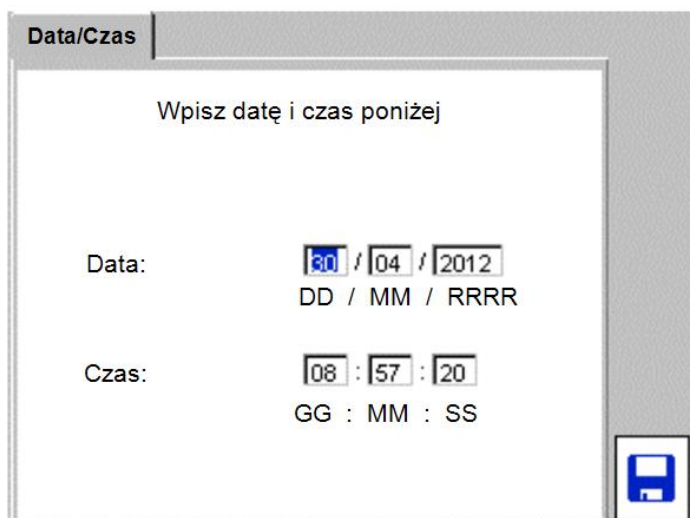 Data/Czas
Wpisz datę i czas poniżej
Data: 30 / 04 / 2012
DD / MM / RRRR
Czas: 08 : 57 : 20
GG : MM : SS